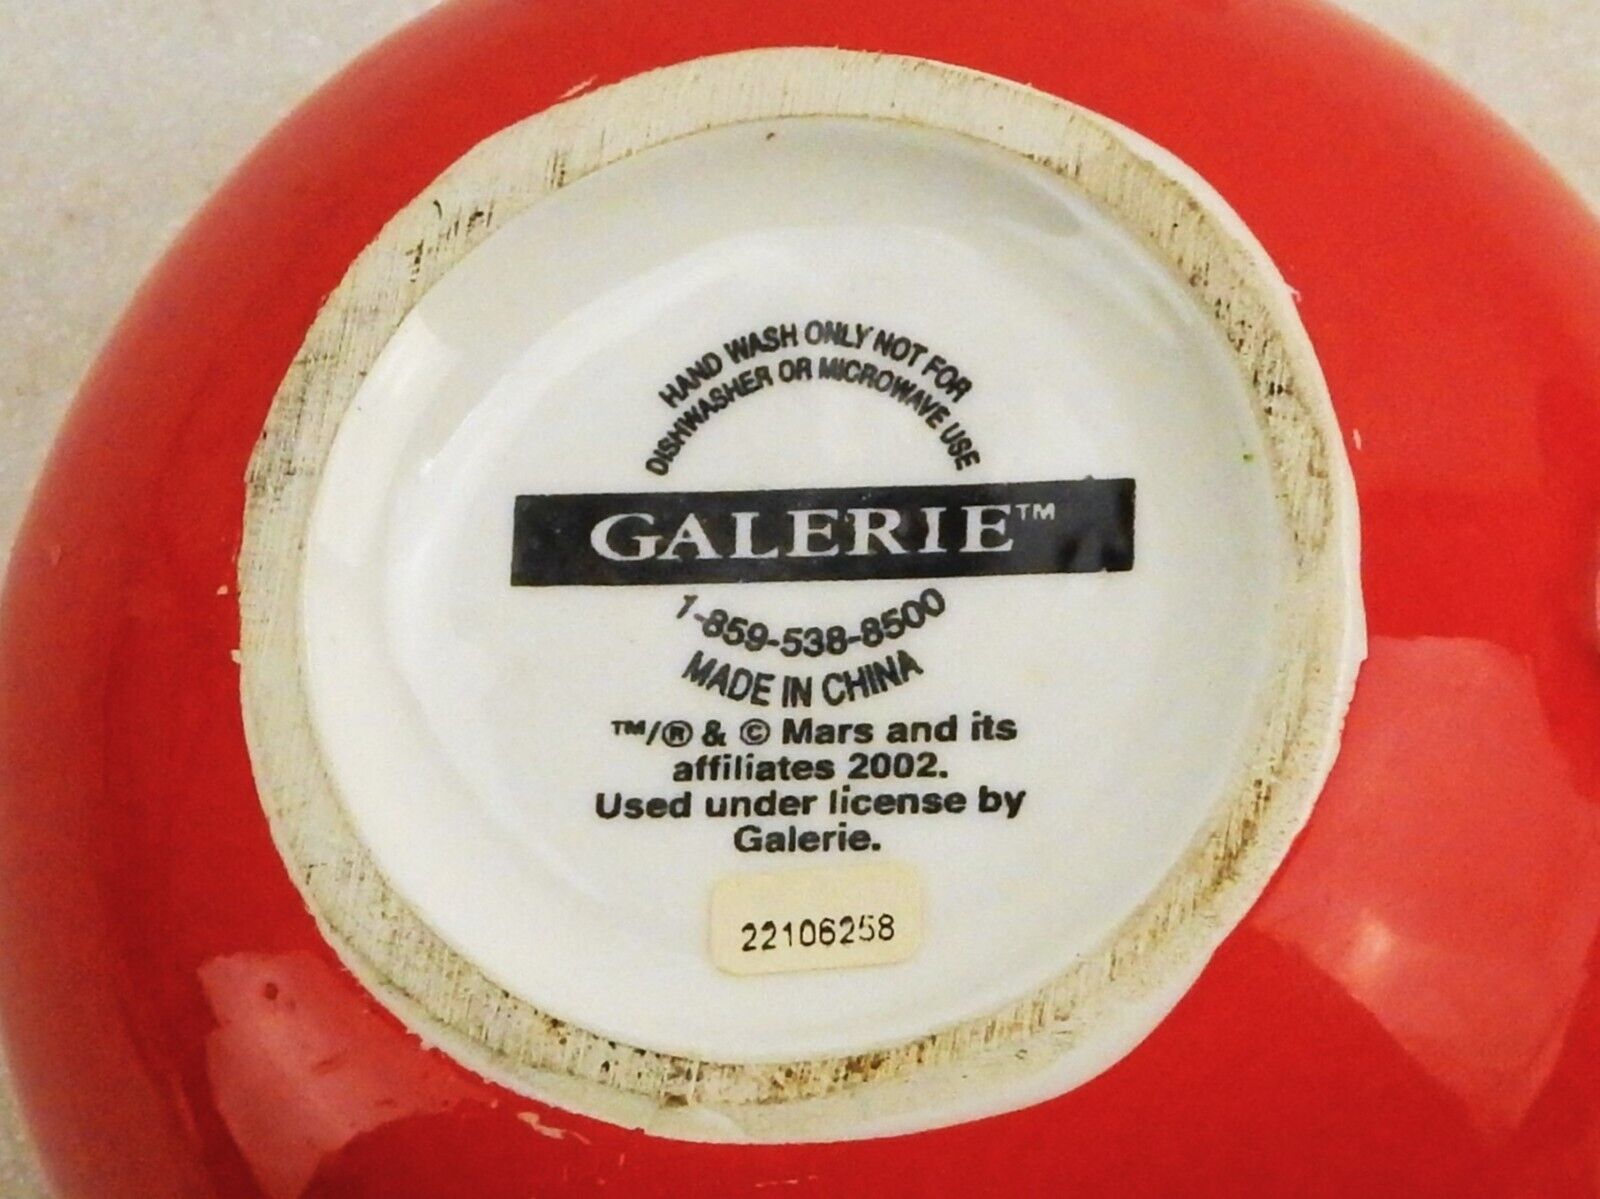 HAND WASH ONLY NOT FOR
DISHWASHER OR MICROWAVE USE
GALERIE™
1-859-538-8500
MADE IN CHINA
™/® & © Mars and its
affiliates 2002.
Used under license by
Galerie.
22106258